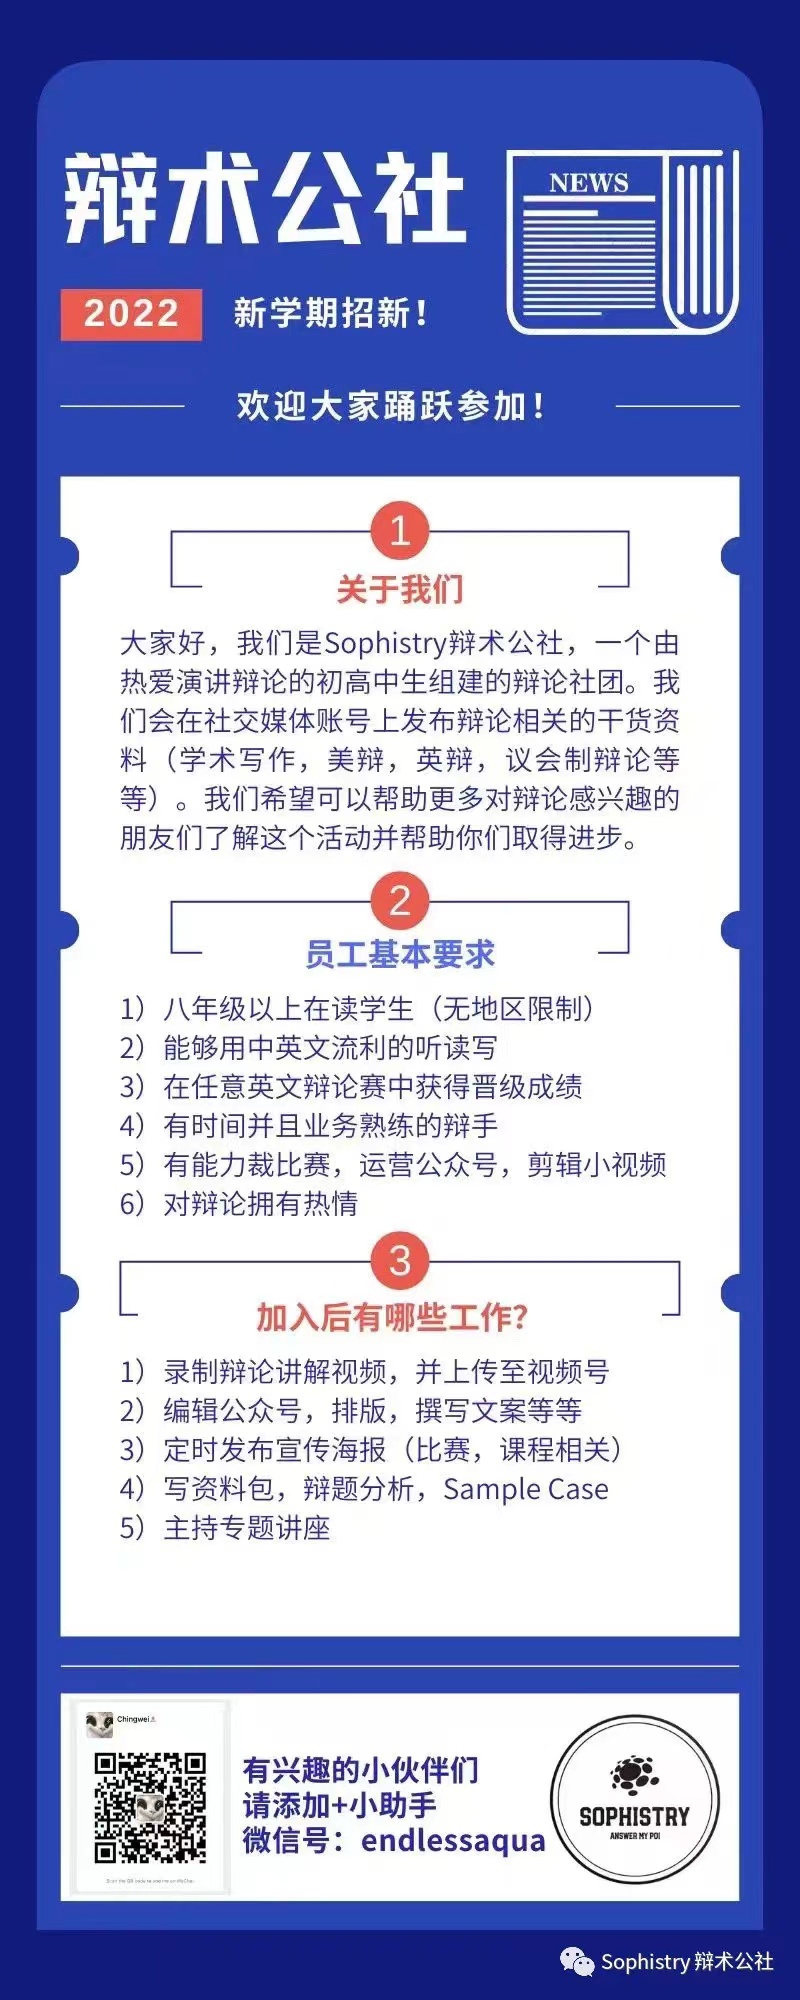 辩术公社
NEWS
2022 新学期招新！
欢迎大家踊跃参加！
1
关于我们
大家好，我们是Sophistry辩术公社，一个由
热爱演讲辩论的初高中生组建的辩论社团。我
们会在社交媒体账号上发布辩论相关的干货资
料（学术写作，美辩，英辩，议会制辩论等
等）。我们希望可以帮助更多对辩论感兴趣的
朋友们了解这个活动并帮助你们取得进步。
2
员工基本要求
1）八年级以上在读学生（无地区限制）
2）能够用中英文流利的听读写
3）在任意英文辩论赛中获得晋级成绩
4）有时间并且业务熟练的辩手
5）有能力裁比赛，运营公众号，剪辑小视频
6）对辩论拥有热情
3
加入后有哪些工作？
1）录制辩论讲解视频，并上传至视频号
2）编辑公众号，排版，撰写文案等等
3）定时发布宣传海报（比赛，课程相关）
4）写资料包，辩题分析，Sample Case
5）主持专题讲座
Chingwei
有兴趣的小伙伴们
请添加+小助手
微信号：endlessaqua
SOPHISTRY
ANSWER MY POI
Sophistry 辩术公社